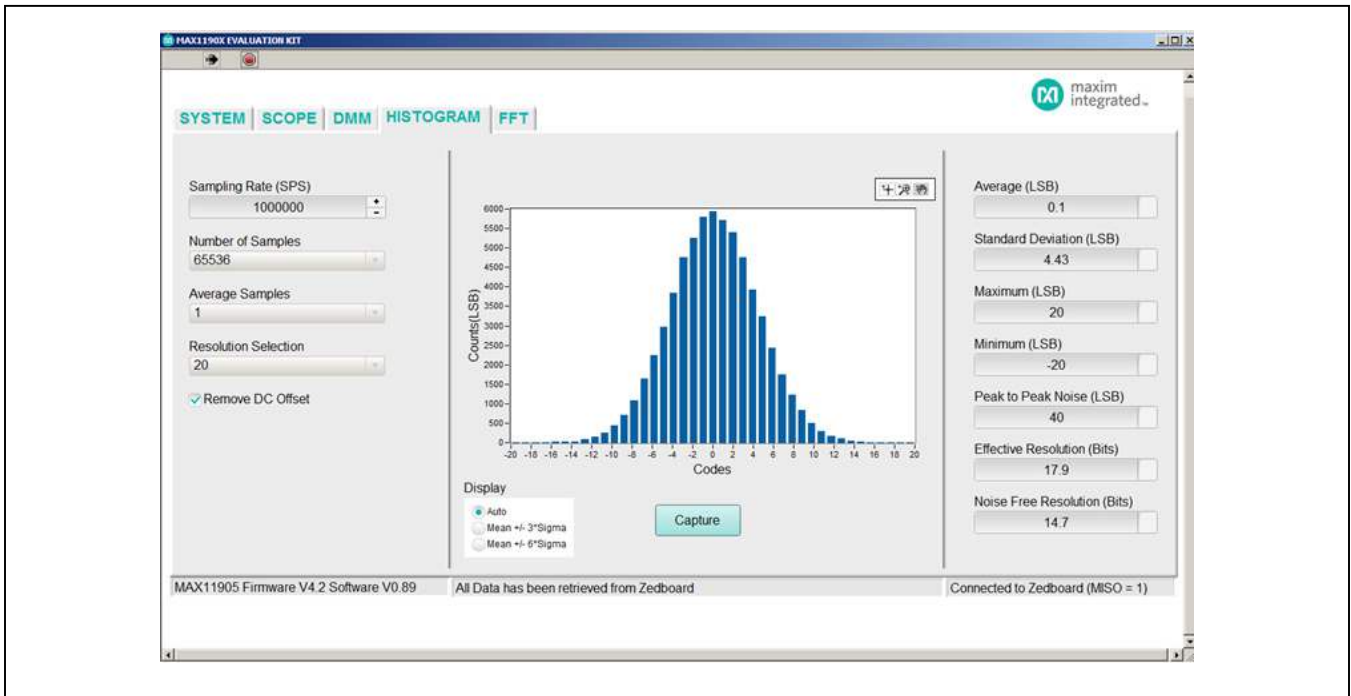 MAX1190X EVALUATION KIT
maxim
integrated™
SYSTEM SCOPE DMM HISTOGRAM FFT
Sampling Rate (SPS)
1000000
Number of Samples
65536
Average Samples
1
Resolution Selection
20
Remove DC Offset
6000
5500
5000
4500
4000
3500
3000
2500
2000
1500
1000
500
0
Counts(LSB)
-20 -18 -16 -14 -12 -10 -8 -6 -4 -2 0 2 4 6 8 10 12 14 16 18 20
Codes
Display
Auto
Mean +/- 3*Sigma
Mean +/- 6*Sigma
Capture
Average (LSB)
0.1
Standard Deviation (LSB)
4.43
Maximum (LSB)
20
Minimum (LSB)
-20
Peak to Peak Noise (LSB)
40
Effective Resolution (Bits)
17.9
Noise Free Resolution (Bits)
14.7
MAX11905 Firmware V4.2 Software V0.89
All Data has been retrieved from Zedboard
Connected to Zedboard (MISO = 1)